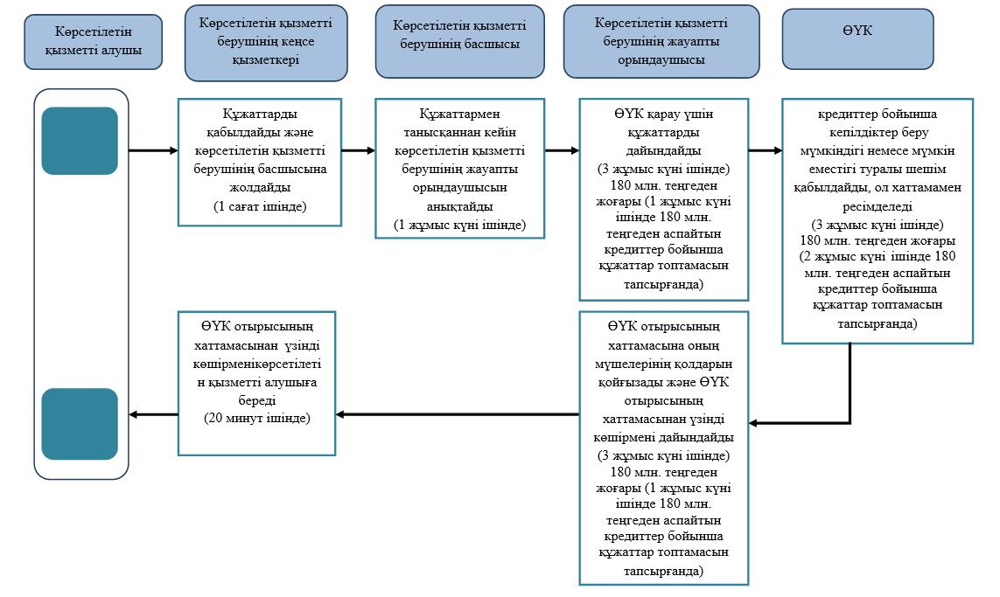 Көрсетілетін
қызметті алушы
Көрсетілетін қызметті
берушінің кеңсе
қызметкері
Көрсетілетін қызметті
берушінің басшысы
Көрсетілетін қызметті
берушінің жауапты
орындаушысы
ӨҮК
Құжаттарды
қабылдайды және
көрсетілетін қызметті
берушінің басшысына
жолдайды
(1 сағат ішінде)
Құжаттармен
танысқаннан кейін
көрсетілетін қызметті
берушінің жауапты
орындаушысын
анықтайды
(1 жұмыс күні ішінде)
ӨҮК қарау үшін
құжаттарды
дайындайды
(3 жұмыс күні ішінде)
180 млн. теңгеден
жоғары (1 жұмыс күні
ішінде 180 млн.
теңгеден аспайтын
кредиттер бойынша
құжаттар топтамасын
тапсырғанда)
кредиттер бойынша
кепілдіктер беру
мүмкіндігі немесе мүмкін
еместігі туралы шешім
қабылдайды, ол хаттамамен
ресімделеді
(3 жұмыс күні ішінде)
180 млн. теңгеден жоғары
(2 жұмыс күні ішінде 180
млн. теңгеден аспайтын
кредиттер бойынша
құжаттар топтамасын
тапсырғанда)
ӨҮК отырысының
хаттамасынан үзінді
көшірменікөрсетілеті
н қызметті алушыға
береді
(20 минут ішінде)
ӨҮК отырысының
хаттамасына оның
мүшелерінің қолдарын
қойғызады және ӨҮК
отырысының
хаттамасынан үзінді
көшірмені дайындайды
(3 жұмыс күні ішінде)
180 млн. теңгеден
жоғары (1 жұмыс күні
ішінде 180 млн.
теңгеден аспайтын
кредиттер бойынша
құжаттар топтамасын
тапсырғанда)